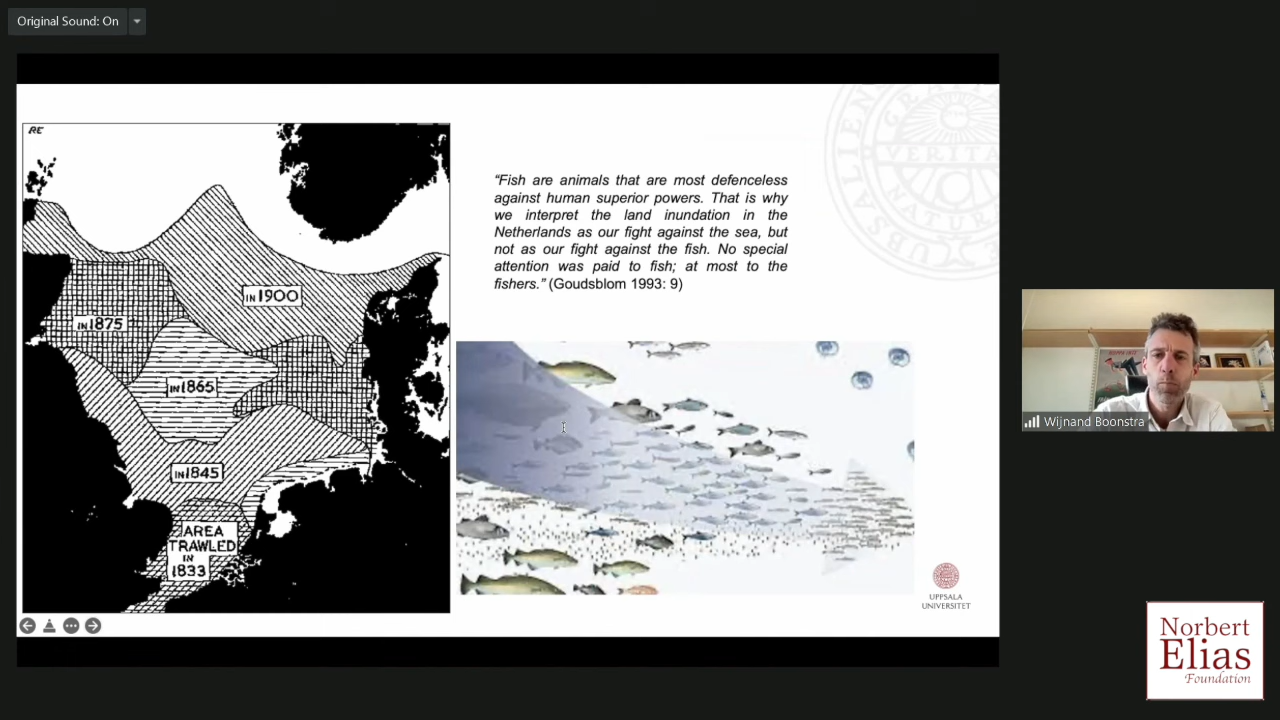 Original Sound: On
RE
IN 1900
IN 1875
IN 1865
IN 1845
AREA
TRAWLED
IN
1833
“Fish are animals that are most defenceless
against human superior powers. That is why
we interpret the land inundation in the
Netherlands as our fight against the sea, but
not as our fight against the fish. No special
attention was paid to fish; at most to the
fishers.” (Goudsblom 1993: 9)
VERITA
UPPSALA
UNIVERSITET
Wijnand Boonstra
Norbert
Elias
Foundation